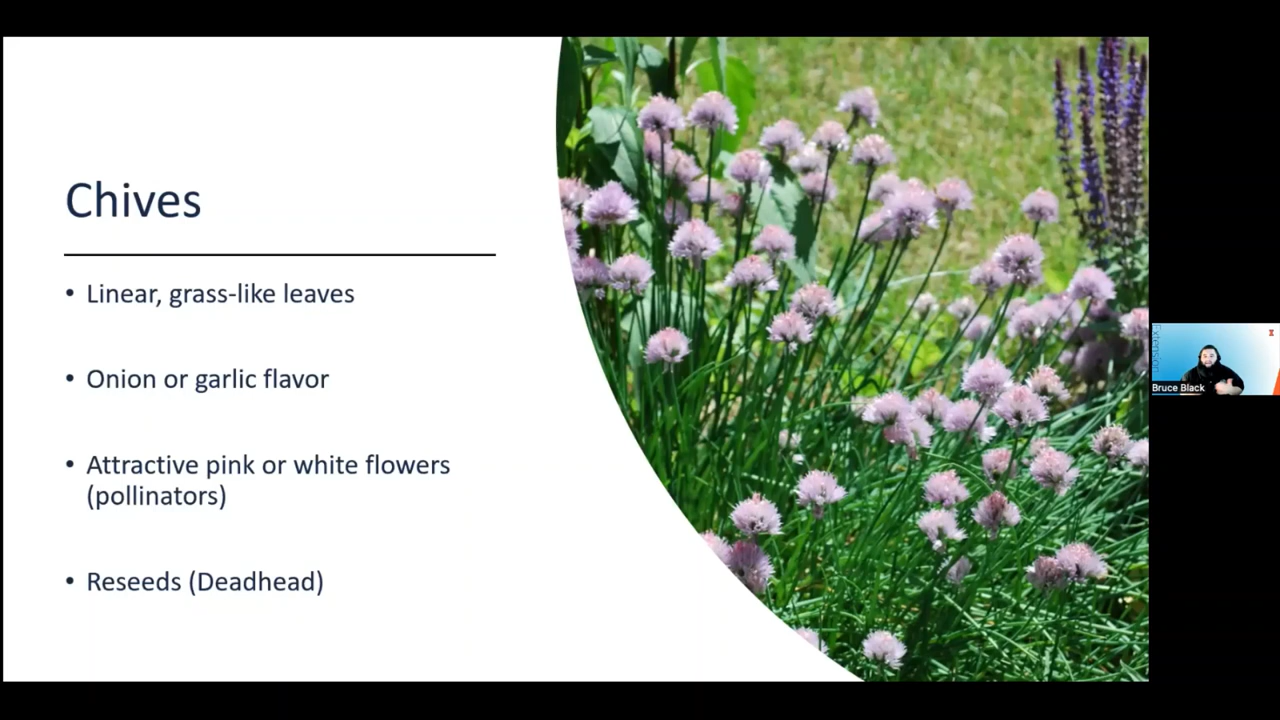 Chives
• Linear, grass-like leaves
• Onion or garlic flavor
• Attractive pink or white flowers
(pollinators)
• Reseeds (Deadhead)
Extension
Bruce Black